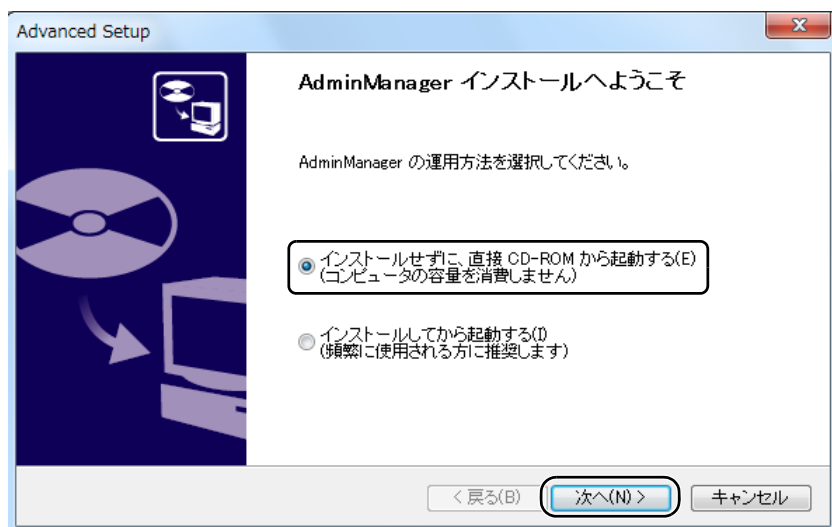 Advanced Setup
AdminManager インストールへようこそ
AdminManager の運用方法を選択してください。
インストールせずに、直接 CD-ROM から起動する(E)
(コンピュータの容量を消費しません)
インストールしてから起動する(I)
(頻繁に使用される方に推奨します)
< 戻る(B)
次へ(N) >
キャンセル